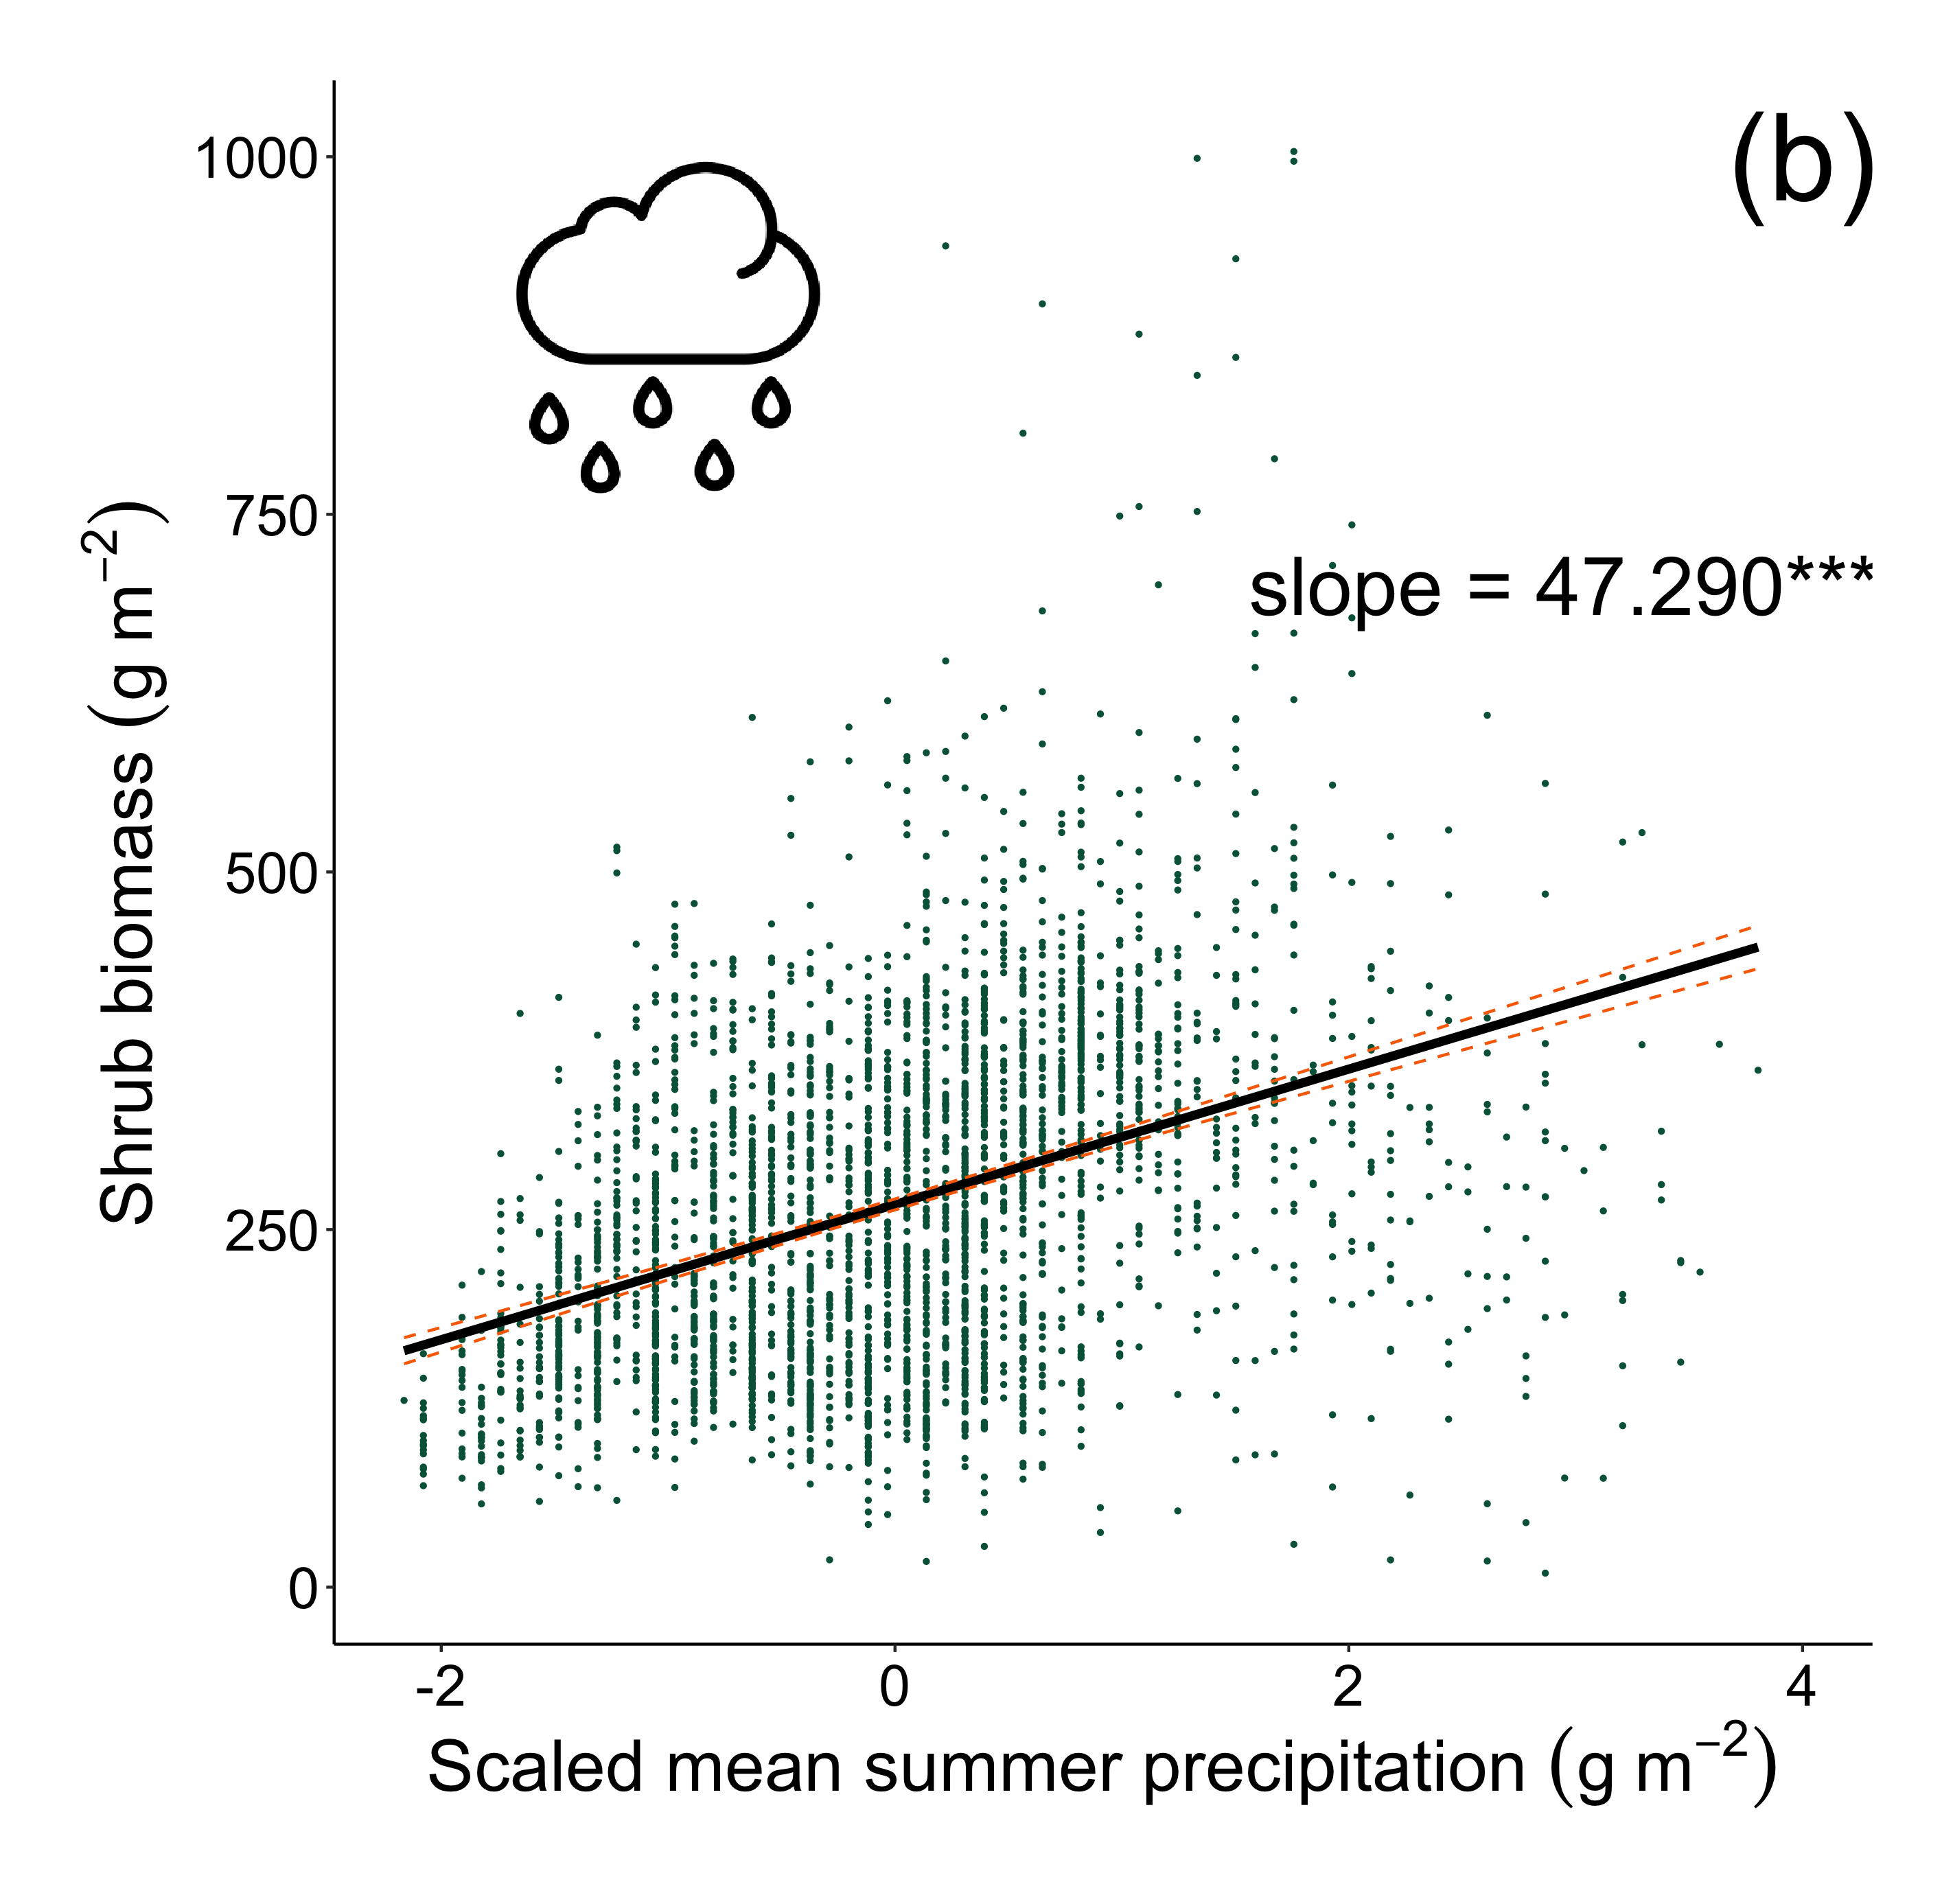 (b)
1000
750
500
250
0
Shrub biomass (g m⁻²)
slope = 47.290***
-2 0 2 4
Scaled mean summer precipitation (g m⁻²)